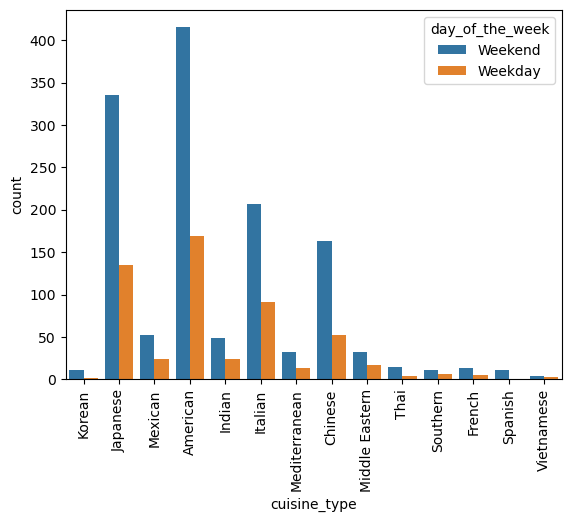 day_of_the_week
Weekend
Weekday
count
400
350
300
250
200
150
100
50
0
Korean
Japanese
Mexican
American
Indian
Italian
Mediterranean
Chinese
Middle Eastern
Thai
Southern
French
Spanish
Vietnamese
cuisine_type